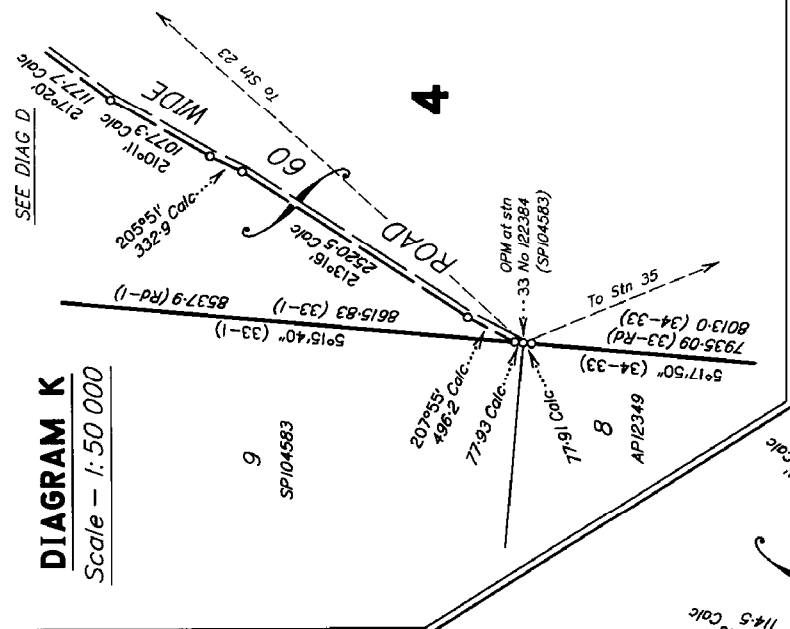 DIAGRAM K
Scale – 1:50 000
SEE DIAG D
217°20'
1177·7 Calc
210°11'
1077·3 Calc
205°51'
332·9 Calc
213°16'
2520·5 Calc
ROAD 60 WIDE
To Stn 23
4
8537·9 (Rd-1)
8615·83 (33-1)
5°15'40" (33-1)
9
SP104583
207°55'
496·2 Calc
77·93 Calc
77·91 Calc
OPM at stn
33 No 122384
(SP104583)
To Stn 35
8
AP12349
5°17'50" (34-33)
7935·09 (33-Rd)
8013·0 (34-33)
114·5 Calc
Calc